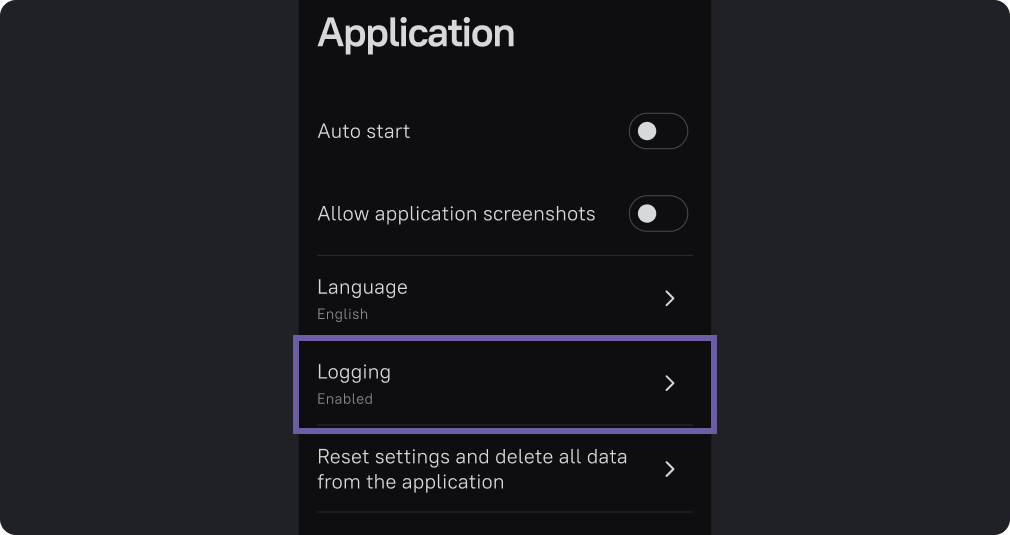 Application
Auto start
Allow application screenshots
Language
English
Logging
Enabled
Reset settings and delete all data
from the application